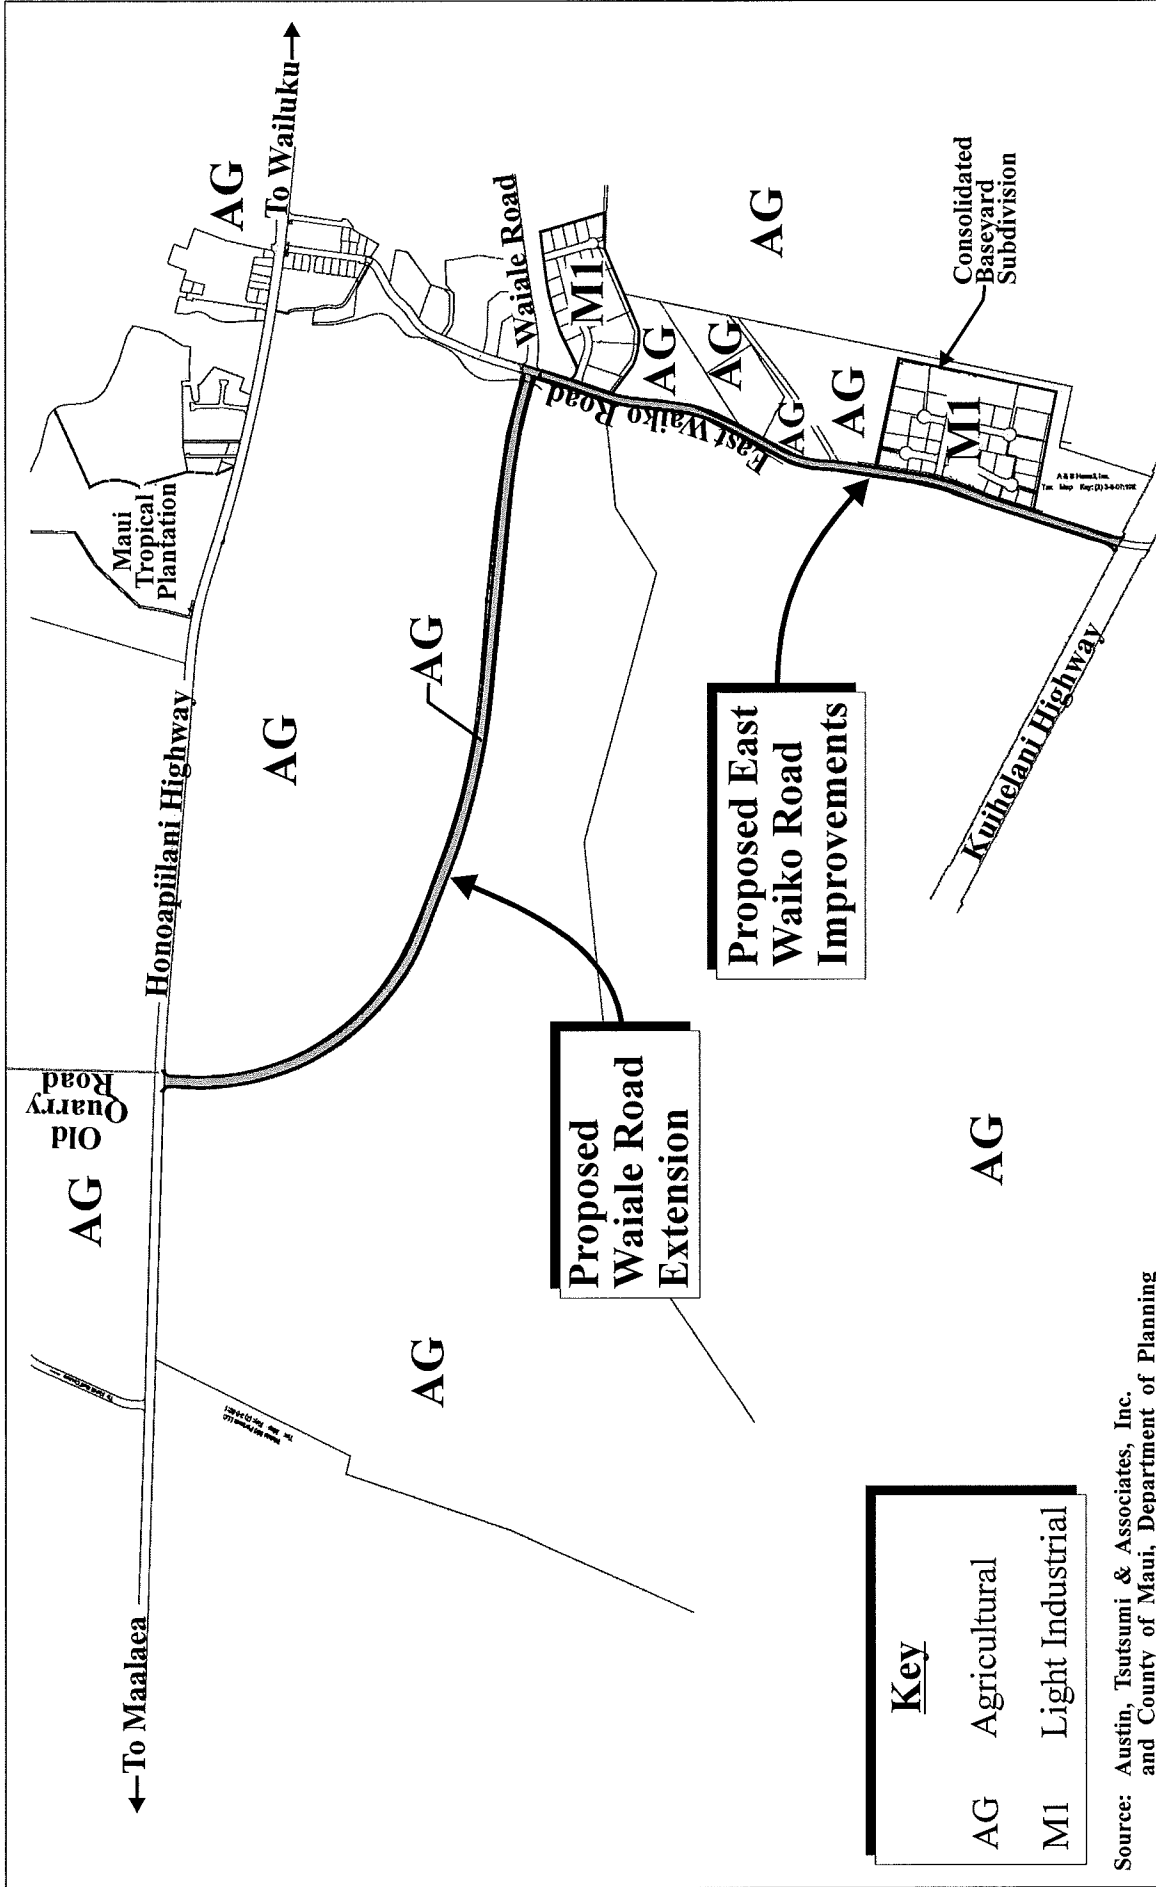 To Maalaea
AG
Old
Quarry
Road
Honoapiilani Highway
Maui
Tropical
Plantation
AG
To Wailuku
AG
AG
Waiale Road
M1
AG
AG
AG
AG
AG
East Waiko Road
M1
Consolidated
Baseyard
Subdivision
A & B Hawaii, Inc.
AG
Proposed
Waiale Road
Extension
Proposed East
Waiko Road
Improvements
Kuihelani Highway
AG
Key
AG Agricultural
M1 Light Industrial
Source: Austin, Tsutsumi & Associates, Inc.
and County of Maui, Department of Planning